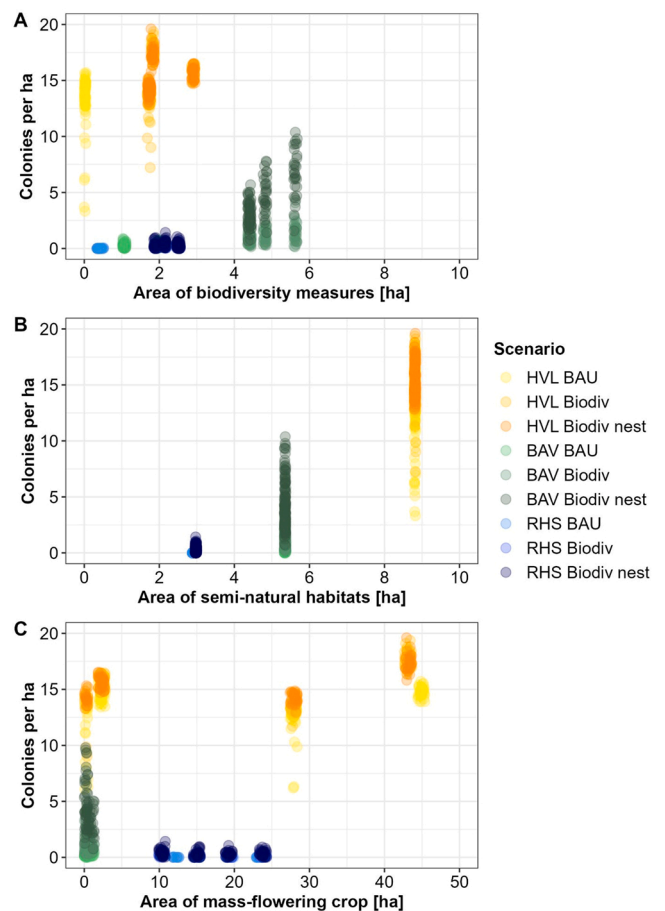 A
20
15
10
5
0
Colonies per ha
0 2 4 6 8 10
Area of biodiversity measures [ha]
B
20
15
10
5
0
Colonies per ha
0 2 4 6 8 10
Area of semi-natural habitats [ha]
Scenario
HVL BAU
HVL Biodiv
HVL Biodiv nest
BAV BAU
BAV Biodiv
BAV Biodiv nest
RHS BAU
RHS Biodiv
RHS Biodiv nest
C
20
15
10
5
0
Colonies per ha
0 10 20 30 40 50
Area of mass-flowering crop [ha]